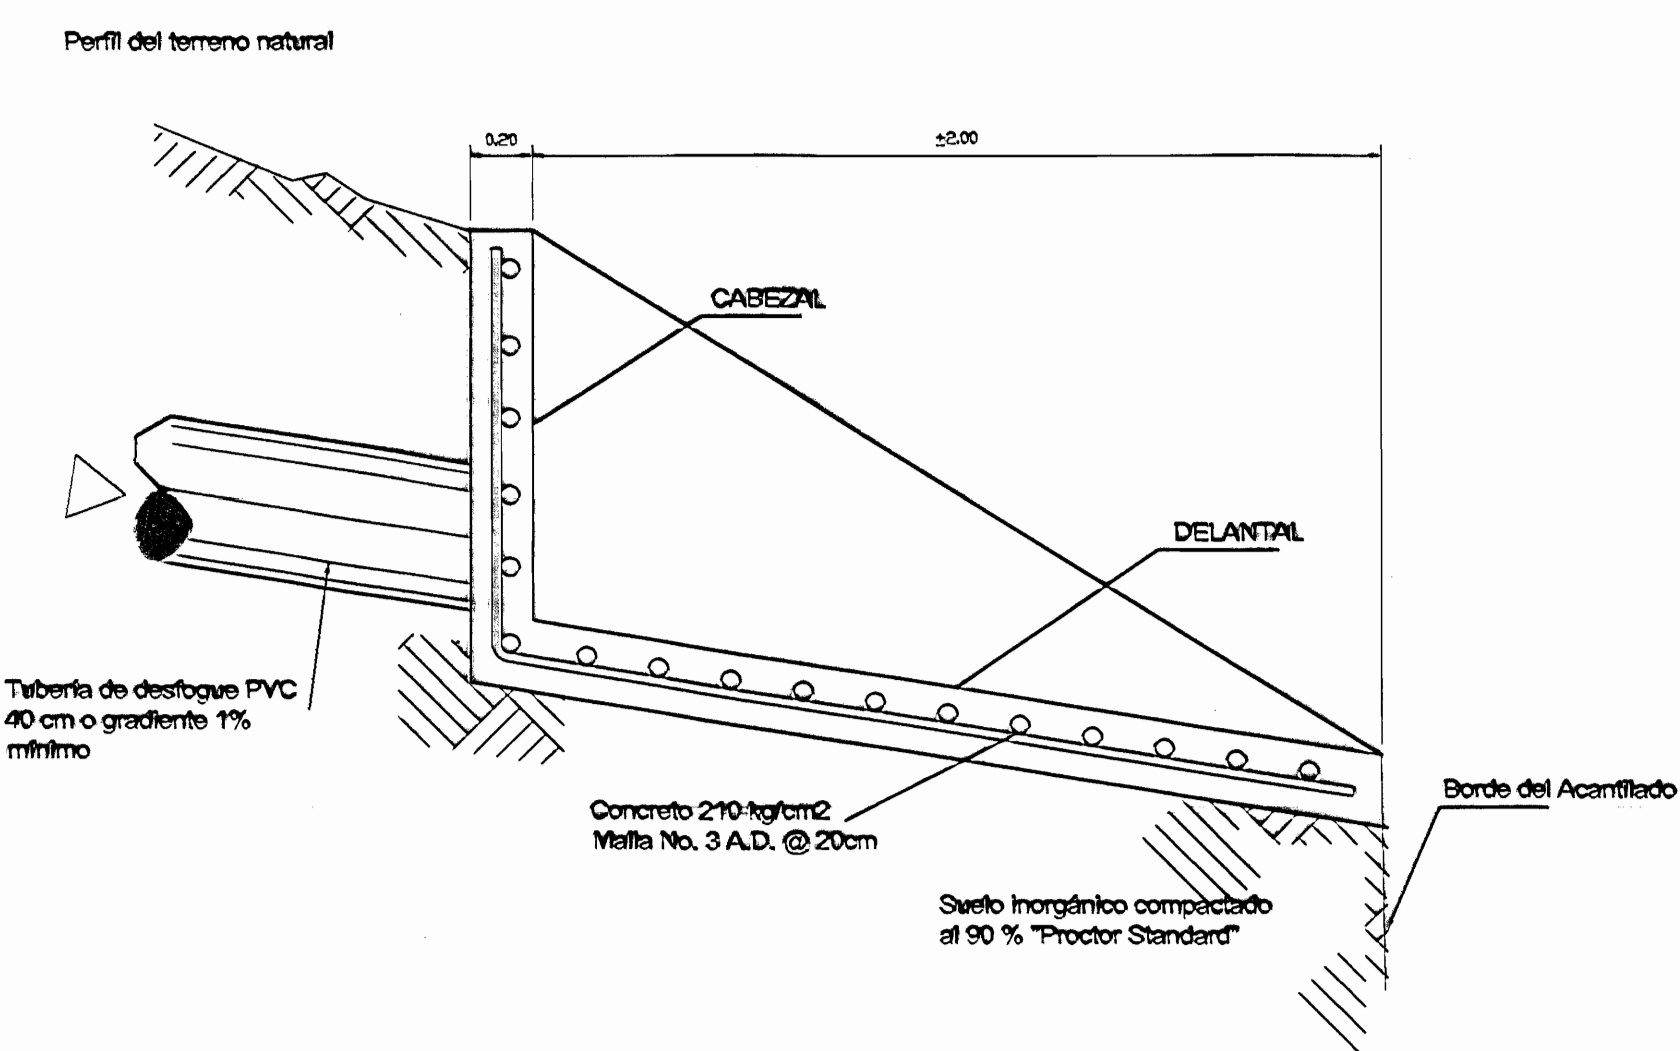 Perfil del terreno natural
0.20
±2.00
CABEZAL
DELANTAL
Tubería de desfogue PVC
40 cm o gradiente 1%
mínimo
Concreto 210 kg/cm2
Malla No. 3 A.D. @ 20cm
Borde del Acantilado
Suelo inorgánico compactado
al 90 % "Proctor Standard"